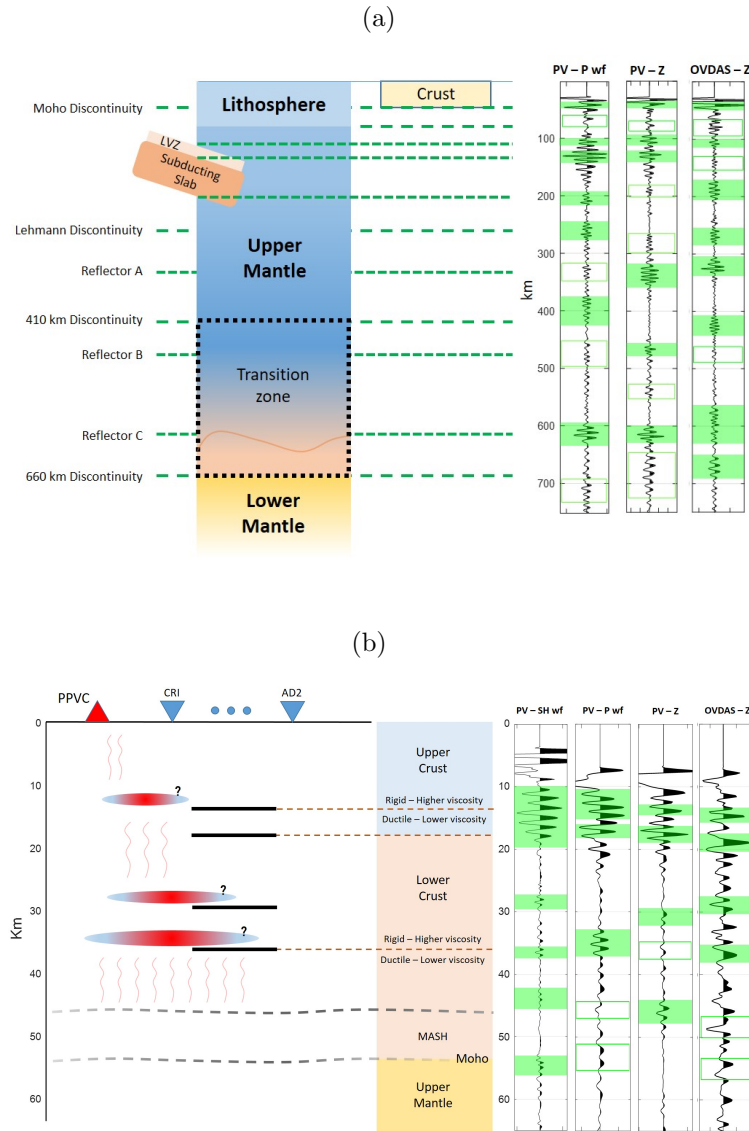 (a)
PV – P wf
PV – Z
OVDAS – Z
Crust
Lithosphere
Moho Discontinuity
LVZ
Subducting
Slab
Lehmann Discontinuity
Upper
Mantle
Reflector A
410 km Discontinuity
Reflector B
Transition
zone
Reflector C
660 km Discontinuity
Lower
Mantle
km
100
200
300
400
500
600
700
(b)
PPVC
CRI
AD2
PV – SH wf
PV – P wf
PV – Z
OVDAS – Z
Km
0
10
20
30
40
50
60
?
?
?
Upper
Crust
Rigid – Higher viscosity
Ductile – Lower viscosity
Lower
Crust
Rigid – Higher viscosity
Ductile – Lower viscosity
MASH
Moho
Upper
Mantle
0
10
20
30
40
50
60